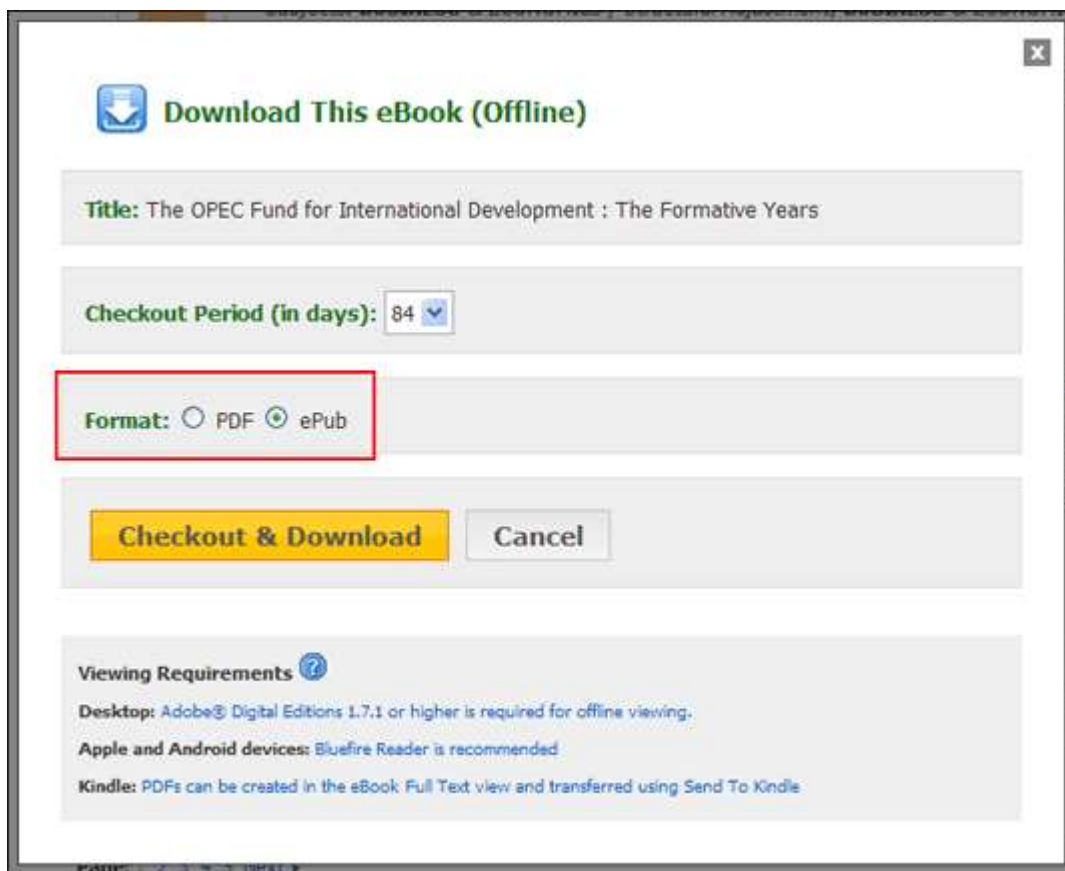 x
Download This eBook (Offline)
Title: The OPEC Fund for International Development : The Formative Years
Checkout Period (in days): 84
Format: PDF ePub
Checkout & Download Cancel
Viewing Requirements ?
Desktop: Adobe® Digital Editions 1.7.1 or higher is required for offline viewing.
Apple and Android devices: Bluefire Reader is recommended
Kindle: PDFs can be created in the eBook Full Text view and transferred using Send To Kindle